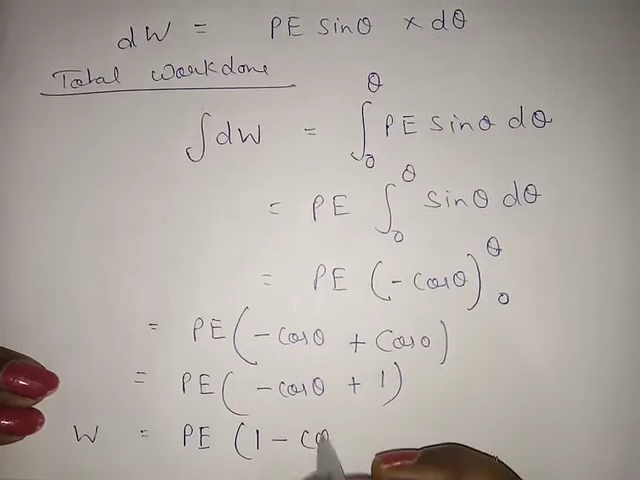 dW = PE sinθ × dθ
Total workdone
∫dW = ∫₀^θ PE sinθ dθ
= PE ∫₀^θ sinθ dθ
= PE (-cosθ)₀^θ
= PE(-cosθ + cos0)
= PE(-cosθ + 1)
W = PE (1 - co